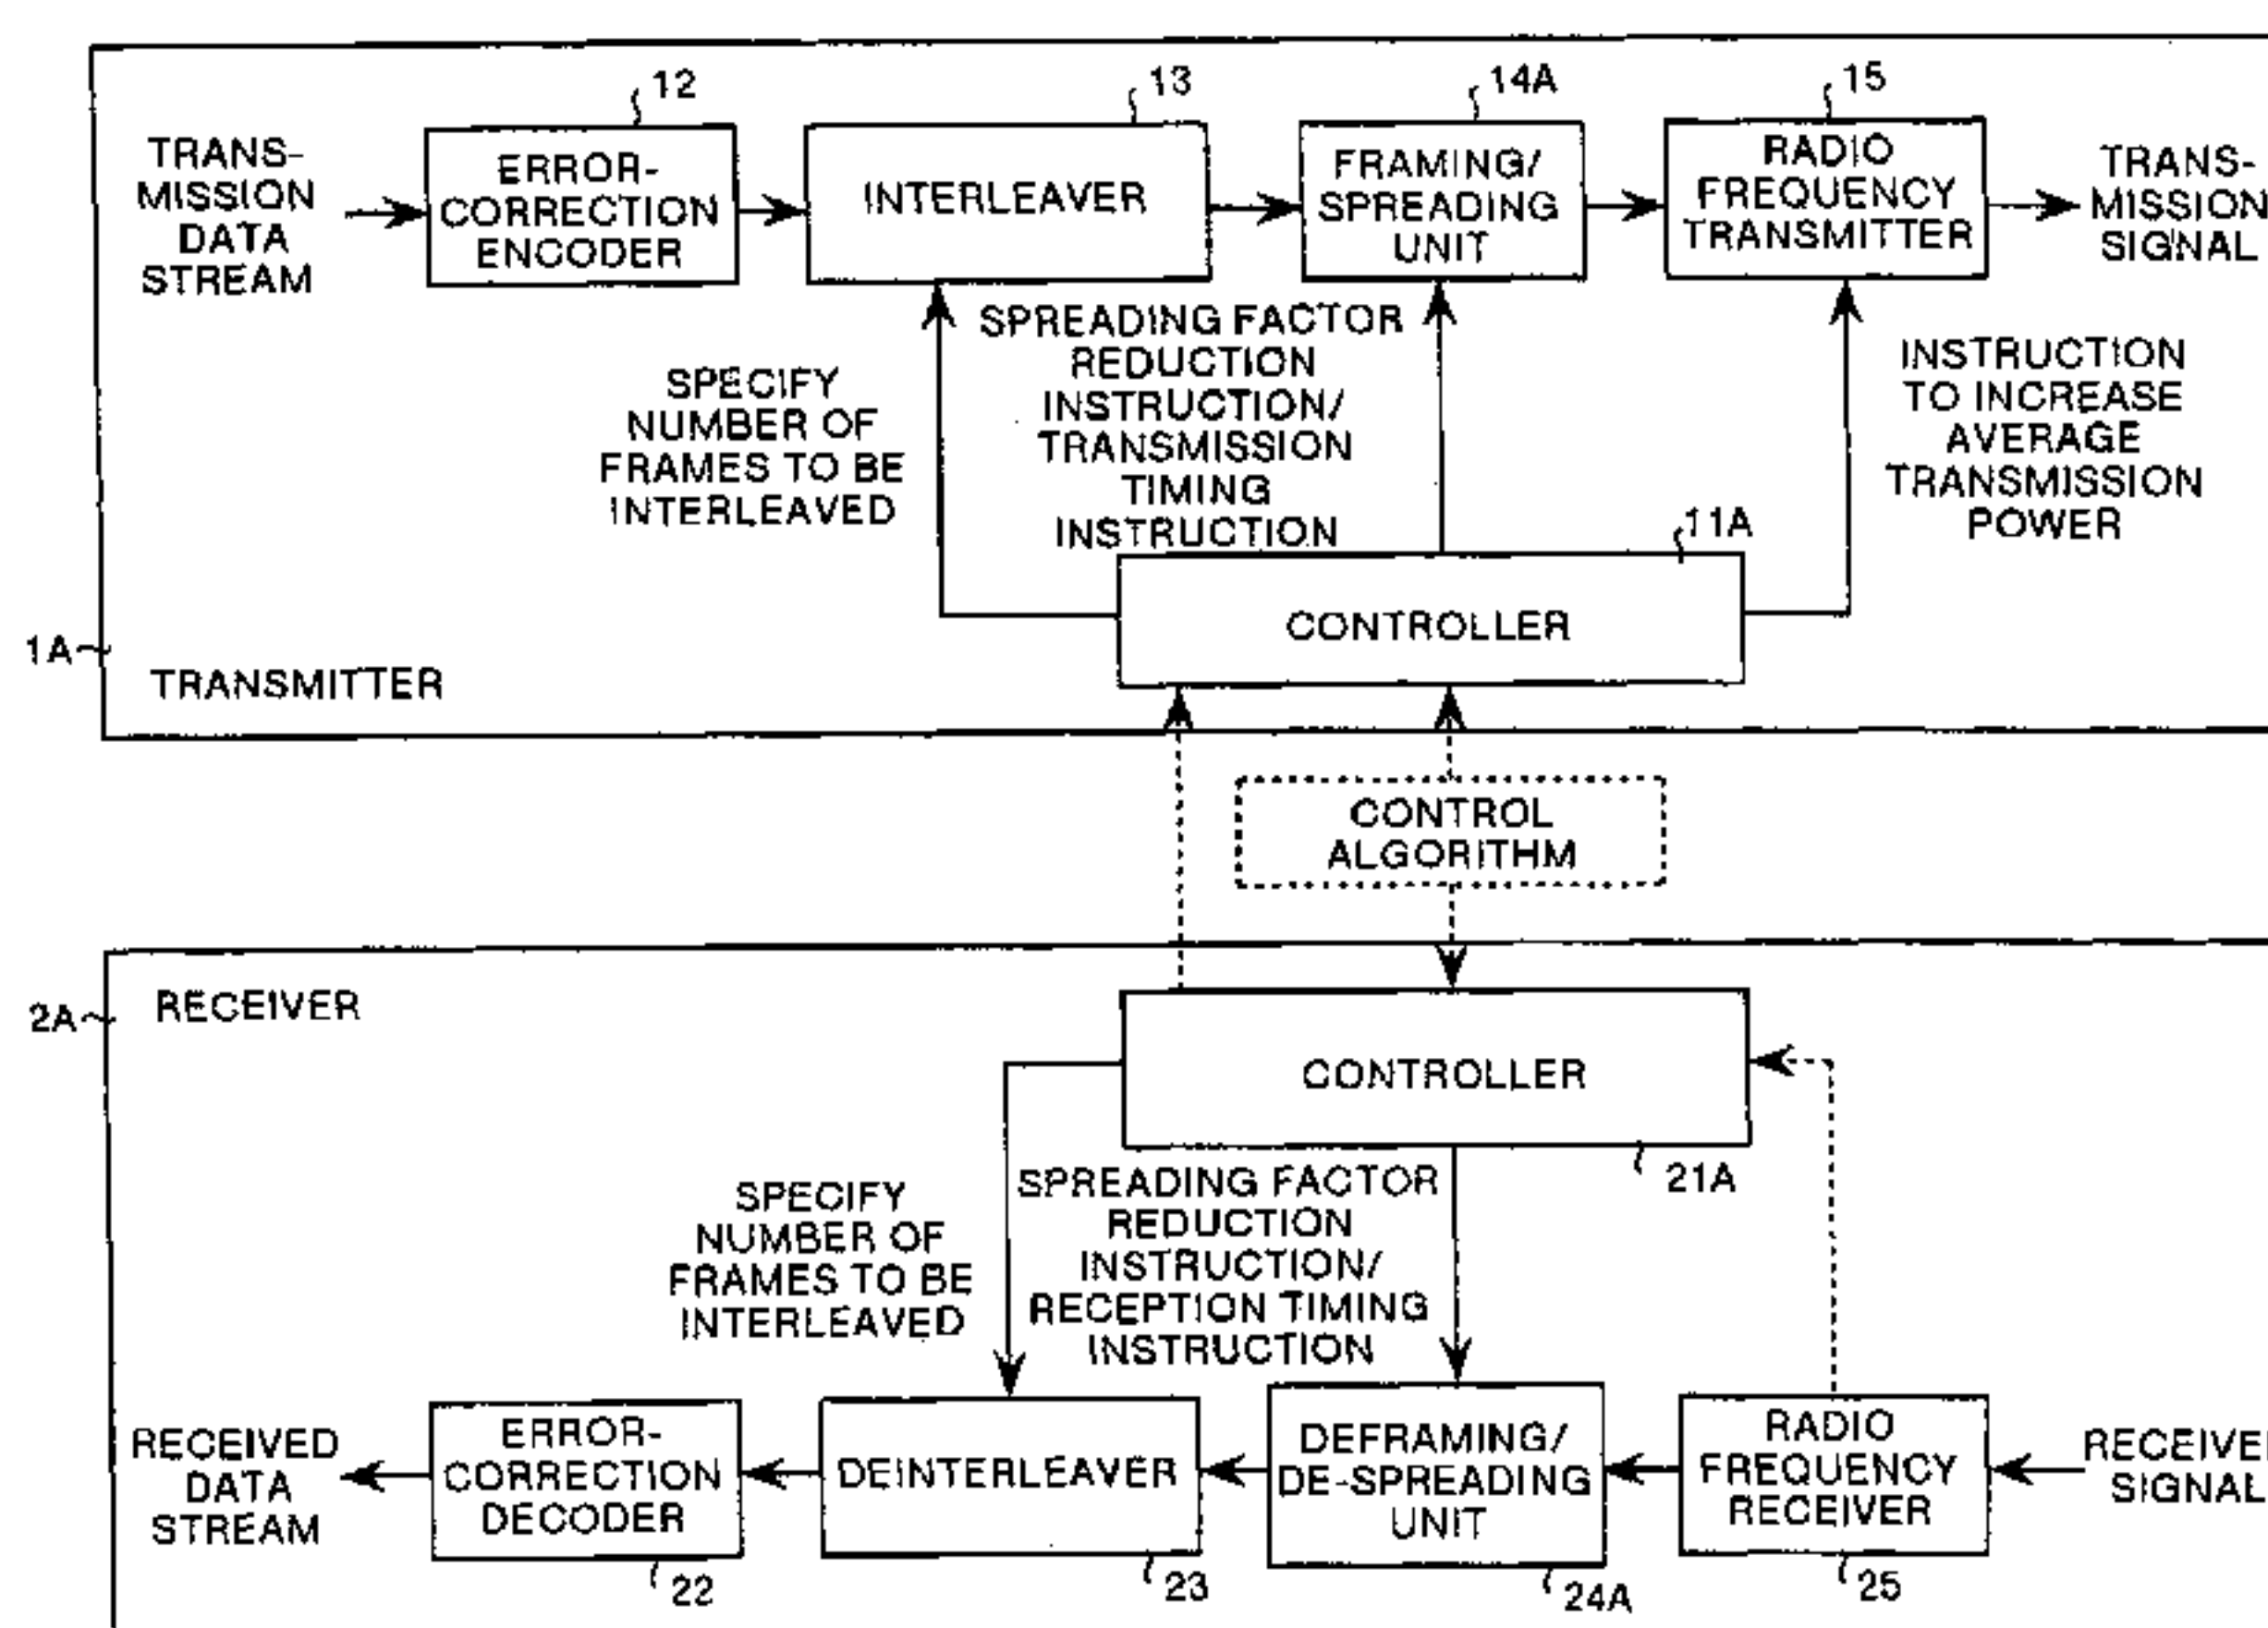 12
13
14A
15
TRANS-
MISSION
DATA
STREAM
ERROR-
CORRECTION
ENCODER
INTERLEAVER
FRAMING/
SPREADING
UNIT
RADIO
FREQUENCY
TRANSMITTER
TRANS-
MISSION
SIGNAL
SPECIFY
NUMBER OF
FRAMES TO BE
INTERLEAVED
SPREADING FACTOR
REDUCTION
INSTRUCTION/
TRANSMISSION
TIMING
INSTRUCTION
INSTRUCTION
TO INCREASE
AVERAGE
TRANSMISSION
POWER
11A
CONTROLLER
1A
TRANSMITTER
CONTROL
ALGORITHM
2A
RECEIVER
CONTROLLER
21A
SPECIFY
NUMBER OF
FRAMES TO BE
INTERLEAVED
SPREADING FACTOR
REDUCTION
INSTRUCTION/
RECEPTION TIMING
INSTRUCTION
RECEIVED
DATA
STREAM
ERROR-
CORRECTION
DECODER
DEINTERLEAVER
DEFRAMING/
DE-SPREADING
UNIT
RADIO
FREQUENCY
RECEIVER
RECEIVE
SIGNAL
22
23
24A
25